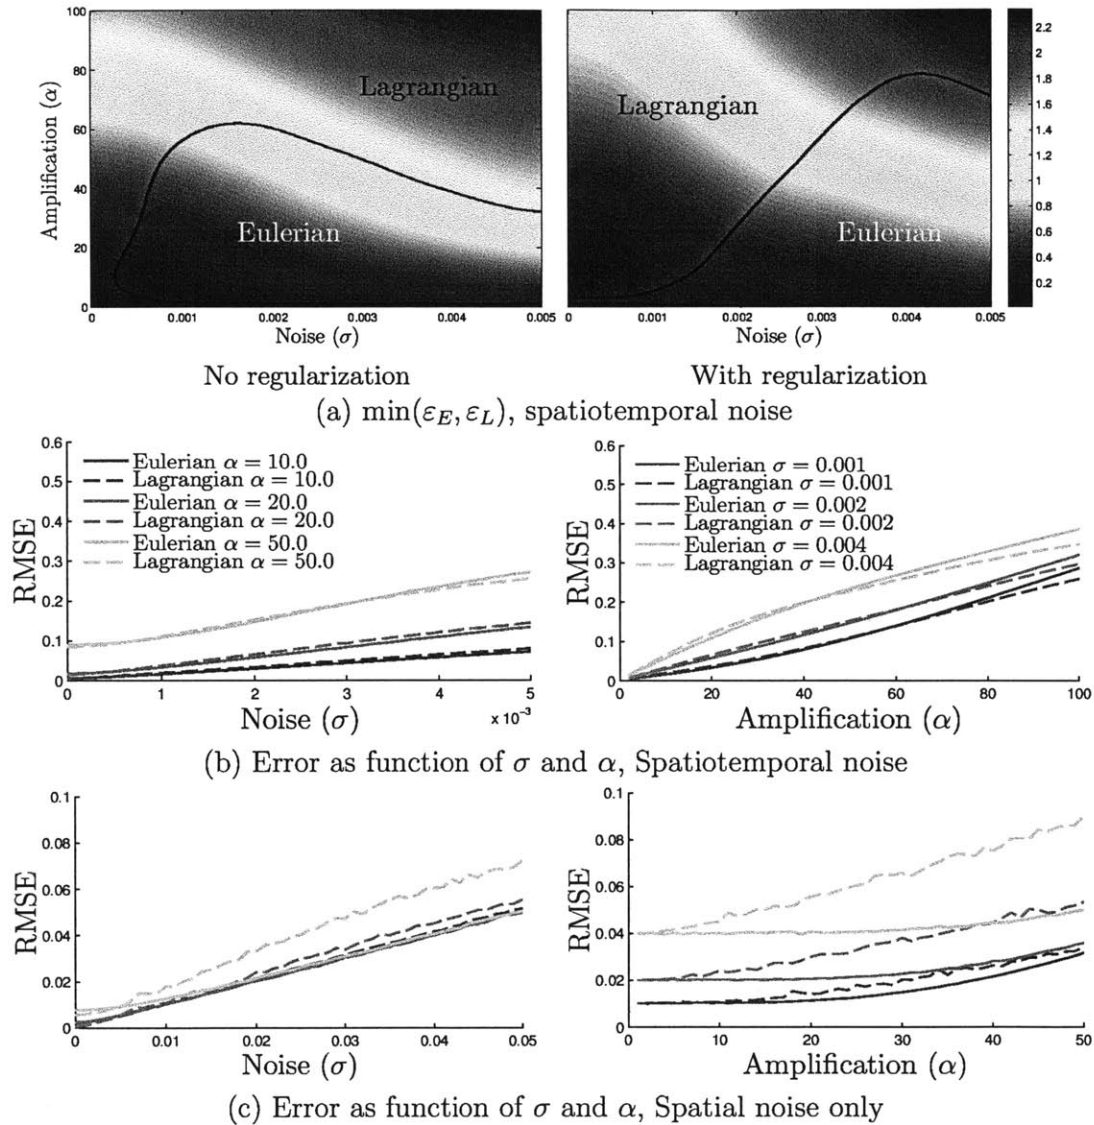 100
80
60
40
20
0
Amplification (α)
Lagrangian
Eulerian
0 0.001 0.002 0.003 0.004 0.005
Noise (σ)
No regularization
Lagrangian
Eulerian
0 0.001 0.002 0.003 0.004 0.005
Noise (σ)
With regularization
2.2
2
1.8
1.6
1.4
1.2
1
0.8
0.6
0.4
0.2
(a) min(ε_E, ε_L), spatiotemporal noise
0.6
0.5
0.4
0.3
0.2
0.1
0
RMSE
Eulerian α = 10.0
Lagrangian α = 10.0
Eulerian α = 20.0
Lagrangian α = 20.0
Eulerian α = 50.0
Lagrangian α = 50.0
0 1 2 3 4 5
x 10⁻³
Noise (σ)
0.6
0.5
0.4
0.3
0.2
0.1
0
RMSE
Eulerian σ = 0.001
Lagrangian σ = 0.001
Eulerian σ = 0.002
Lagrangian σ = 0.002
Eulerian σ = 0.004
Lagrangian σ = 0.004
20 40 60 80 100
Amplification (α)
(b) Error as function of σ and α, Spatiotemporal noise
0.1
0.08
0.06
0.04
0.02
0
RMSE
0 0.01 0.02 0.03 0.04 0.05
Noise (σ)
0.1
0.08
0.06
0.04
0.02
0
RMSE
0 10 20 30 40 50
Amplification (α)
(c) Error as function of σ and α, Spatial noise only